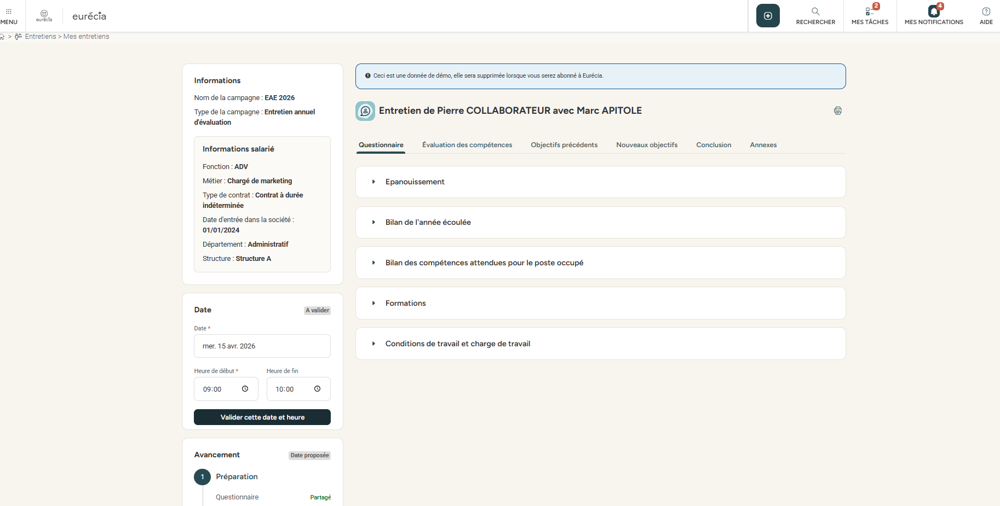 MENU
eurécia
eurécia
RECHERCHER
2
MES TÂCHES
4
MES NOTIFICATIONS
AIDE
> Entretiens > Mes entretiens
Informations
Nom de la campagne : EAE 2026
Type de la campagne : Entretien annuel
d'évaluation
Informations salarié
Fonction : ADV
Métier : Chargé de marketing
Type de contrat : Contrat à durée
indéterminée
Date d'entrée dans la société :
01/01/2024
Département : Administratif
Structure : Structure A
Date
A valider
Date *
mer. 15 avr. 2026
Heure de début *
Heure de fin
09:00
10:00
Valider cette date et heure
Avancement
Date proposée
1
Préparation
Questionnaire
Partagé
Ceci est une donnée de démo, elle sera supprimée lorsque vous serez abonné à Eurécia.
Entretien de Pierre COLLABORATEUR avec Marc APITOLE
Questionnaire
Évaluation des compétences
Objectifs précédents
Nouveaux objectifs
Conclusion
Annexes
Epanouissement
Bilan de l'année écoulée
Bilan des compétences attendues pour le poste occupé
Formations
Conditions de travail et charge de travail